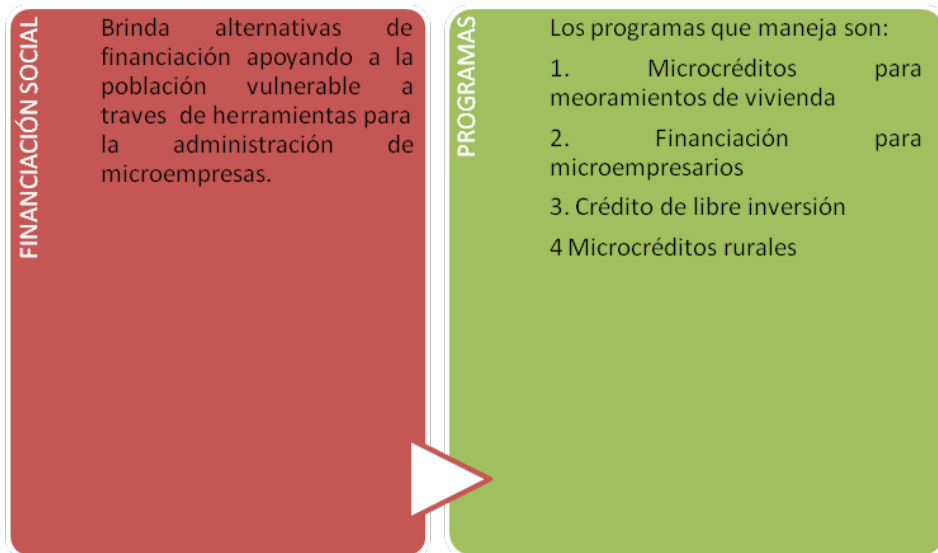 FINANCIACIÓN SOCIAL
Brinda alternativas de
financiación apoyando a la
población vulnerable a
traves de herramientas para
la administración de
microempresas.
PROGRAMAS
Los programas que maneja son:
1. Microcréditos para
meoramientos de vivienda
2. Financiación para
microempresarios
3. Crédito de libre inversión
4 Microcréditos rurales